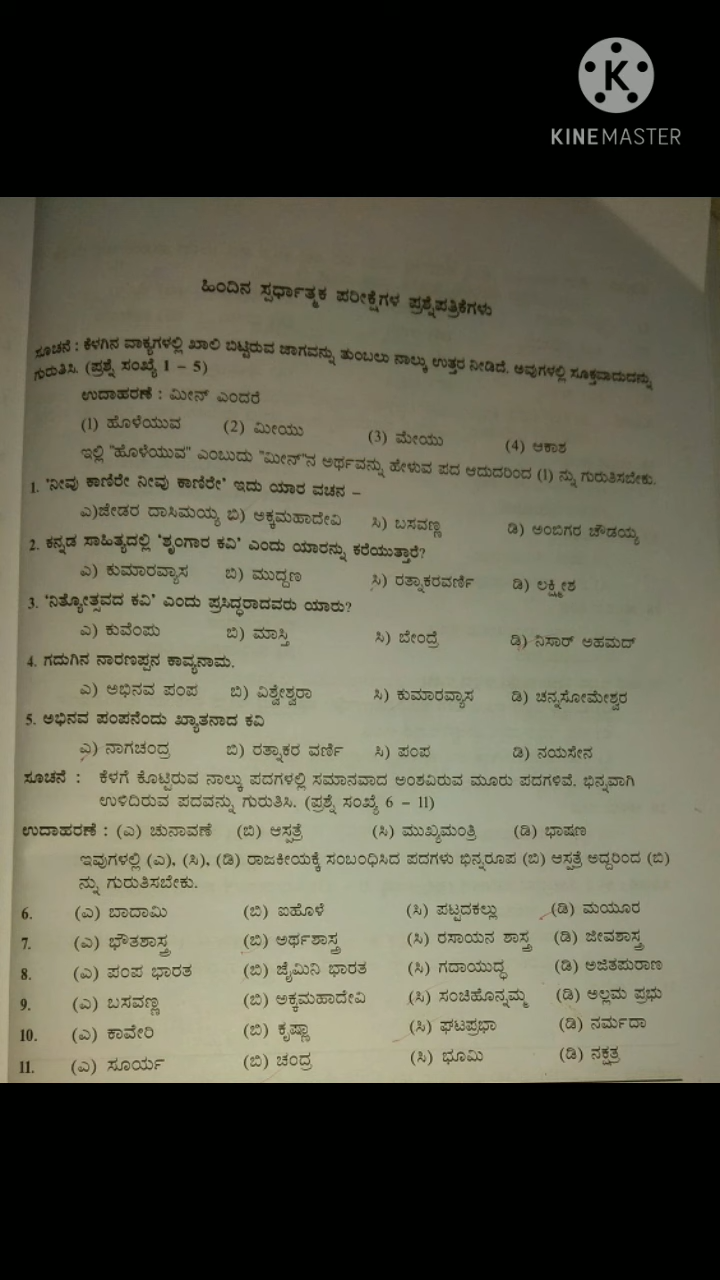 KINEMASTER
ಹಿಂದಿನ ಸ್ಪರ್ಧಾತ್ಮಕ ಪರೀಕ್ಷೆಗಳ ಪ್ರಶ್ನೆಪತ್ರಿಕೆಗಳು
ಸೂಚನೆ : ಕೆಳಗಿನ ವಾಕ್ಯಗಳಲ್ಲಿ ಖಾಲಿ ಬಿಟ್ಟಿರುವ ಜಾಗವನ್ನು ತುಂಬಲು ನಾಲ್ಕು ಉತ್ತರ ನೀಡಿದೆ. ಅವುಗಳಲ್ಲಿ ಸೂಕ್ತವಾದುದನ್ನು
ಗುರುತಿಸಿ. (ಪ್ರಶ್ನೆ ಸಂಖ್ಯೆ 1 – 5)
ಉದಾಹರಣೆ : ಮೀನ್ ಎಂದರೆ
(1) ಹೊಳೆಯುವ (2) ಮೀಯು (3) ಮೇಯು (4) ಆಕಾಶ
ಇಲ್ಲಿ "ಹೊಳೆಯುವ" ಎಂಬುದು "ಮೀನ್"ನ ಅರ್ಥವನ್ನು ಹೇಳುವ ಪದ ಆದುದರಿಂದ (1) ನ್ನು ಗುರುತಿಸಬೇಕು.
1. 'ನೀವು ಕಾಣಿರೇ ನೀವು ಕಾಣಿರೇ' ಇದು ಯಾರ ವಚನ –
ಎ)ಜೇಡರ ದಾಸಿಮಯ್ಯ ಬಿ) ಅಕ್ಕಮಹಾದೇವಿ ಸಿ) ಬಸವಣ್ಣ ಡಿ) ಅಂಬಿಗರ ಚೌಡಯ್ಯ
2. ಕನ್ನಡ ಸಾಹಿತ್ಯದಲ್ಲಿ 'ಶೃಂಗಾರ ಕವಿ' ಎಂದು ಯಾರನ್ನು ಕರೆಯುತ್ತಾರೆ?
ಎ) ಕುಮಾರವ್ಯಾಸ ಬಿ) ಮುದ್ದಣ ಸಿ) ರತ್ನಾಕರವರ್ಣಿ ಡಿ) ಲಕ್ಷ್ಮೀಶ
3. 'ನಿತ್ಯೋತ್ಸವದ ಕವಿ' ಎಂದು ಪ್ರಸಿದ್ಧರಾದವರು ಯಾರು?
ಎ) ಕುವೆಂಪು ಬಿ) ಮಾಸ್ತಿ ಸಿ) ಬೇಂದ್ರೆ ಡಿ) ನಿಸಾರ್ ಅಹಮದ್
4. ಗದುಗಿನ ನಾರಣಪ್ಪನ ಕಾವ್ಯನಾಮ.
ಎ) ಅಭಿನವ ಪಂಪ ಬಿ) ವಿಶ್ವೇಶ್ವರಾ ಸಿ) ಕುಮಾರವ್ಯಾಸ ಡಿ) ಚನ್ನಸೋಮೇಶ್ವರ
5. ಅಭಿನವ ಪಂಪನೆಂದು ಖ್ಯಾತನಾದ ಕವಿ
ಎ) ನಾಗಚಂದ್ರ ಬಿ) ರತ್ನಾಕರ ವರ್ಣಿ ಸಿ) ಪಂಪ ಡಿ) ನಯಸೇನ
ಸೂಚನೆ : ಕೆಳಗೆ ಕೊಟ್ಟಿರುವ ನಾಲ್ಕು ಪದಗಳಲ್ಲಿ ಸಮಾನವಾದ ಅಂಶವಿರುವ ಮೂರು ಪದಗಳಿವೆ. ಭಿನ್ನವಾಗಿ
ಉಳಿದಿರುವ ಪದವನ್ನು ಗುರುತಿಸಿ. (ಪ್ರಶ್ನೆ ಸಂಖ್ಯೆ 6 – 11)
ಉದಾಹರಣೆ : (ಎ) ಚುನಾವಣೆ (ಬಿ) ಆಸ್ಪತ್ರೆ (ಸಿ) ಮುಖ್ಯಮಂತ್ರಿ (ಡಿ) ಭಾಷಣ
ಇವುಗಳಲ್ಲಿ (ಎ), (ಸಿ), (ಡಿ) ರಾಜಕೀಯಕ್ಕೆ ಸಂಬಂಧಿಸಿದ ಪದಗಳು ಭಿನ್ನರೂಪ (ಬಿ) ಆಸ್ಪತ್ರೆ ಅದ್ದರಿಂದ (ಬಿ)
ನ್ನು ಗುರುತಿಸಬೇಕು.
6. (ಎ) ಬಾದಾಮಿ (ಬಿ) ಐಹೊಳೆ (ಸಿ) ಪಟ್ಟದಕಲ್ಲು (ಡಿ) ಮಯೂರ
7. (ಎ) ಭೌತಶಾಸ್ತ್ರ (ಬಿ) ಅರ್ಥಶಾಸ್ತ್ರ (ಸಿ) ರಸಾಯನ ಶಾಸ್ತ್ರ (ಡಿ) ಜೀವಶಾಸ್ತ್ರ
8. (ಎ) ಪಂಪ ಭಾರತ (ಬಿ) ಜೈಮಿನಿ ಭಾರತ (ಸಿ) ಗದಾಯುದ್ಧ (ಡಿ) ಅಜಿತಪುರಾಣ
9. (ಎ) ಬಸವಣ್ಣ (ಬಿ) ಅಕ್ಕಮಹಾದೇವಿ (ಸಿ) ಸಂಚಿಹೊನ್ನಮ್ಮ (ಡಿ) ಅಲ್ಲಮ ಪ್ರಭು
10. (ಎ) ಕಾವೇರಿ (ಬಿ) ಕೃಷ್ಣಾ (ಸಿ) ಘಟಪ್ರಭಾ (ಡಿ) ನರ್ಮದಾ
11. (ಎ) ಸೂರ್ಯ (ಬಿ) ಚಂದ್ರ (ಸಿ) ಭೂಮಿ (ಡಿ) ನಕ್ಷತ್ರ